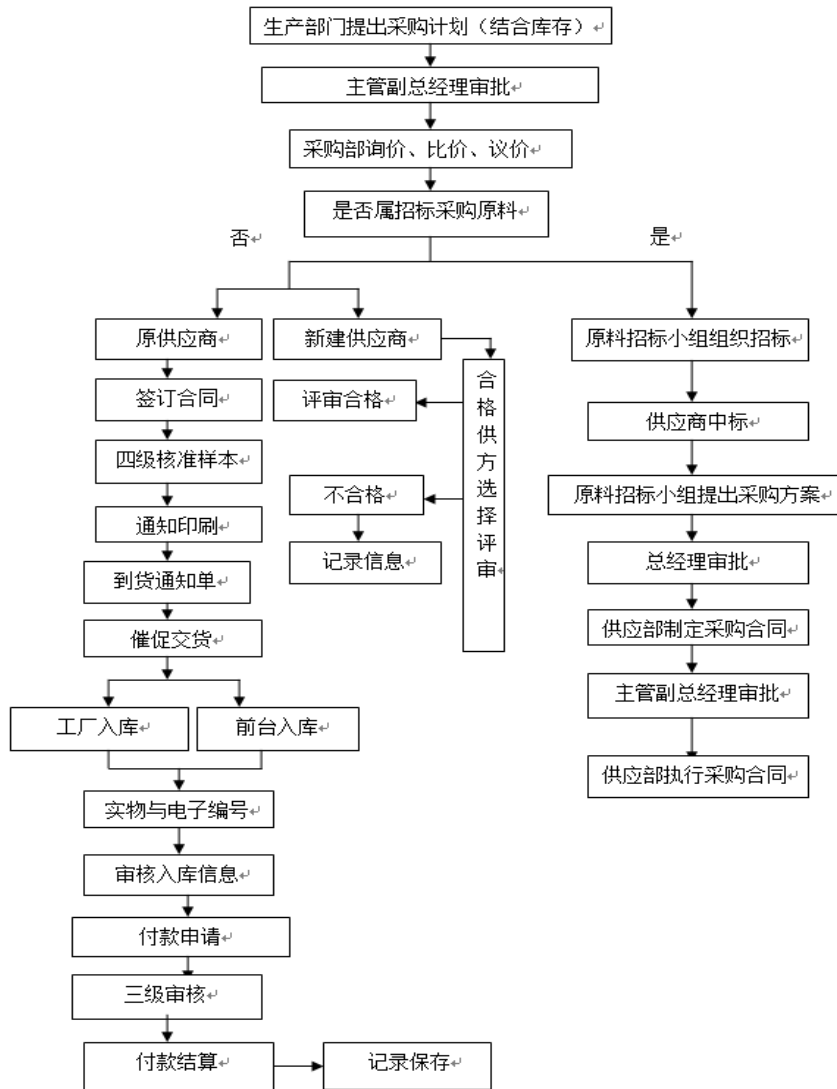 生产部门提出采购计划（结合库存）
主管副总经理审批
采购部询价、比价、议价
是否属招标采购原料
否
是
原供应商
新建供应商
原料招标小组组织招标
签订合同
评审合格
合格供方选择评审
供应商中标
四级核准样本
不合格
原料招标小组提出采购方案
通知印刷
记录信息
总经理审批
到货通知单
供应部制定采购合同
催促交货
主管副总经理审批
工厂入库
前台入库
供应部执行采购合同
实物与电子编号
审核入库信息
付款申请
三级审核
付款结算
记录保存